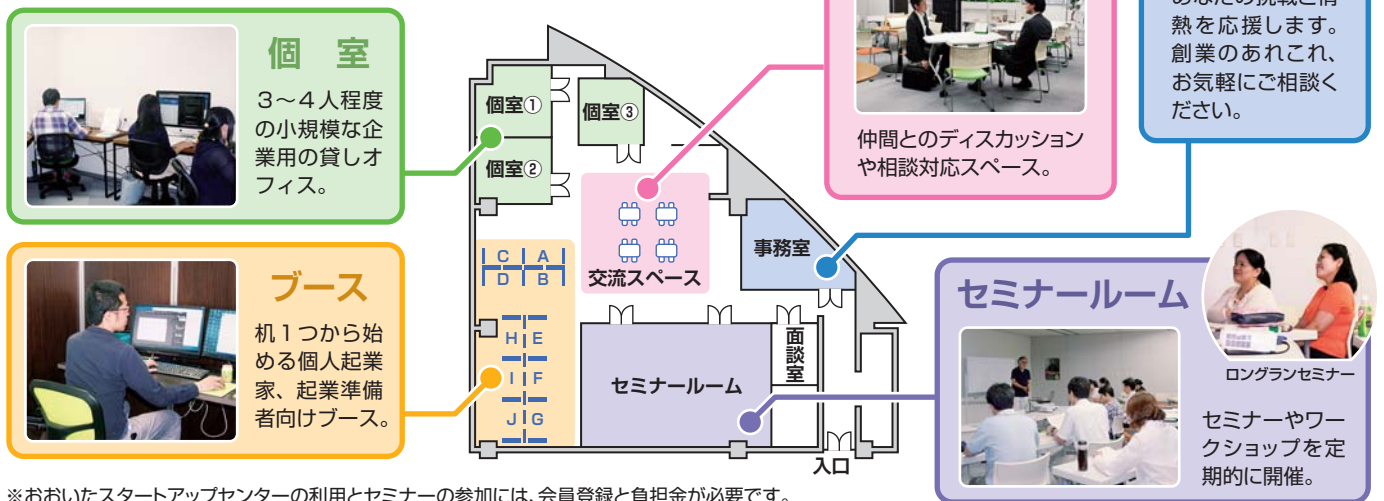 個 室
3〜4人程度
の小規模な企
業用の貸しオ
フィス。
ブース
机1つから始
める個人起業
家、起業準備
者向けブース。
個室①
個室②
個室③
C A
D B
H E
I F
J G
交流スペース
事務室
セミナールーム
面談室
入口
仲間とのディスカッション
や相談対応スペース。
熱を応援します。
創業のあれこれ、
お気軽にご相談く
ださい。
セミナールーム
ロングランセミナー
セミナーやワー
クショップを定
期的に開催。
※おおいたスタートアップセンターの利用とセミナーの参加には、会員登録と負担金が必要です。